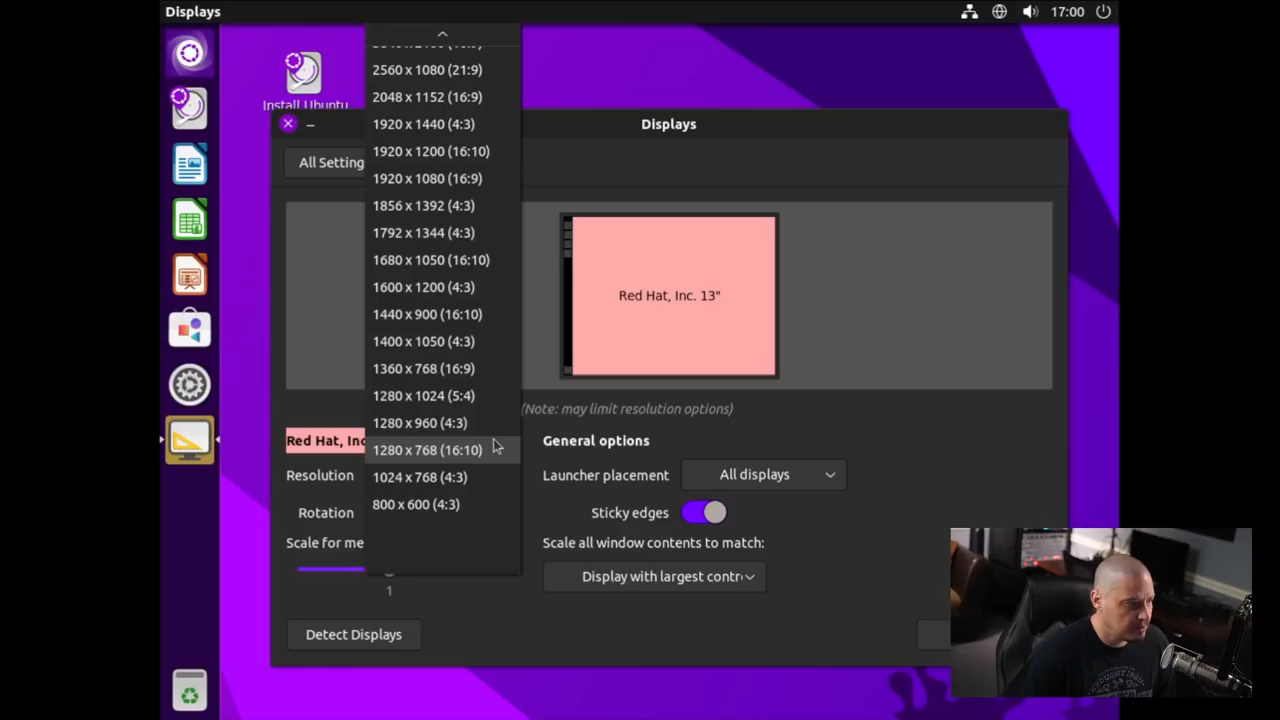 Displays
17:00
Install Ubuntu
Displays
All Setting
2560 x 1080 (21:9)
2048 x 1152 (16:9)
1920 x 1440 (4:3)
1920 x 1200 (16:10)
1920 x 1080 (16:9)
1856 x 1392 (4:3)
1792 x 1344 (4:3)
1680 x 1050 (16:10)
1600 x 1200 (4:3)
1440 x 900 (16:10)
1400 x 1050 (4:3)
1360 x 768 (16:9)
1280 x 1024 (5:4)
1280 x 960 (4:3)
1280 x 768 (16:10)
1024 x 768 (4:3)
800 x 600 (4:3)
Red Hat, Inc. 13"
(Note: may limit resolution options)
Red Hat, Inc
Resolution
Rotation
Scale for me
1
Detect Displays
General options
Launcher placement
All displays
Sticky edges
Scale all window contents to match:
Display with largest contr